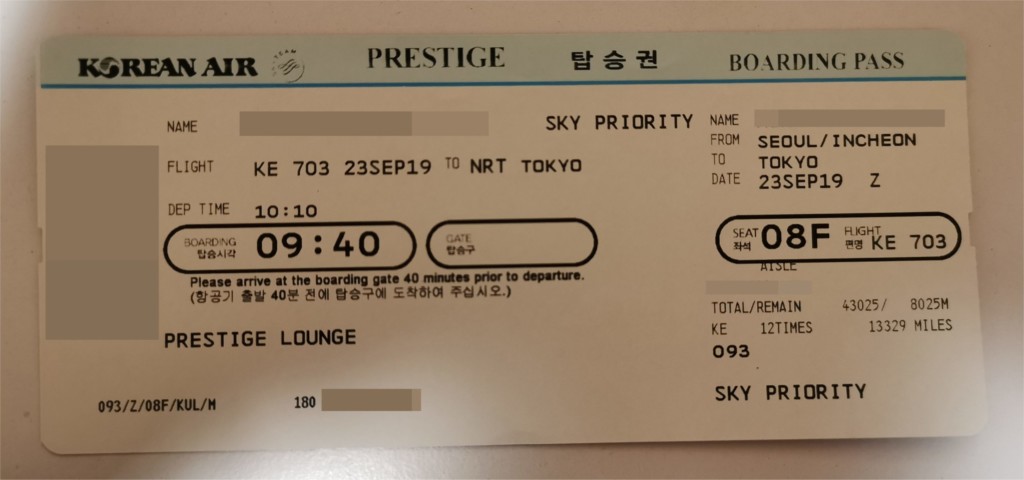 KOREAN AIR PRESTIGE 탑승권 BOARDING PASS
NAME SKY PRIORITY
FLIGHT KE 703 23SEP19 TO NRT TOKYO
DEP TIME 10:10
BOARDING 탑승시각 09:40 GATE 탑승구
Please arrive at the boarding gate 40 minutes prior to departure.
(항공기 출발 40분 전에 탑승구에 도착하여 주십시오.)
PRESTIGE LOUNGE
093/Z/08F/KUL/M 180
NAME
FROM SEOUL/INCHEON
TO TOKYO
DATE 23SEP19 Z
SEAT 좌석 08F FLIGHT 편명 KE 703
AISLE
TOTAL/REMAIN 43025/ 8025M
KE 12TIMES 13329 MILES
093
SKY PRIORITY